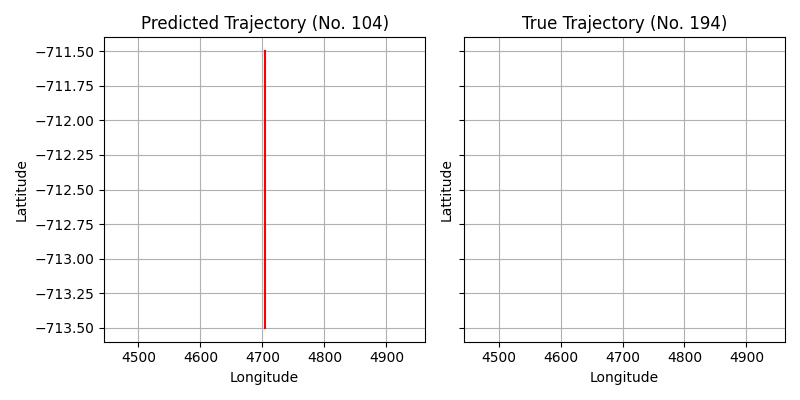 Predicted Trajectory (No. 104)
True Trajectory (No. 194)
−711.50
−711.75
−712.00
−712.25
−712.50
−712.75
−713.00
−713.25
−713.50
Lattitude
Lattitude
4500 4600 4700 4800 4900
4500 4600 4700 4800 4900
Longitude
Longitude